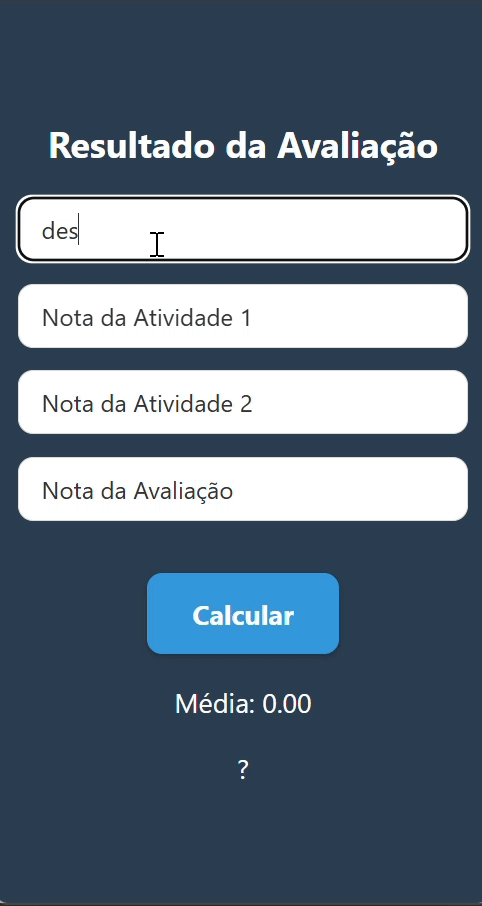 Resultado da Avaliação
des
Nota da Atividade 1
Nota da Atividade 2
Nota da Avaliação
Calcular
Média: 0.00
?